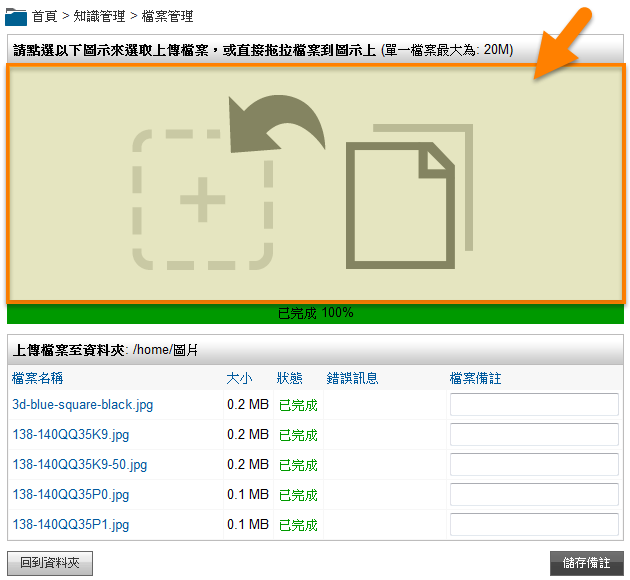 首頁 > 知識管理 > 檔案管理
請點選以下圖示來選取上傳檔案，或直接拖拉檔案到圖示上 (單一檔案最大為: 20M)
已完成 100%
上傳檔案至資料夾: /home/圖片
檔案名稱 大小 狀態 錯誤訊息 檔案備註
3d-blue-square-black.jpg 0.2 MB 已完成
138-140QQ35K9.jpg 0.2 MB 已完成
138-140QQ35K9-50.jpg 0.2 MB 已完成
138-140QQ35P0.jpg 0.1 MB 已完成
138-140QQ35P1.jpg 0.1 MB 已完成
回到資料夾 儲存備註